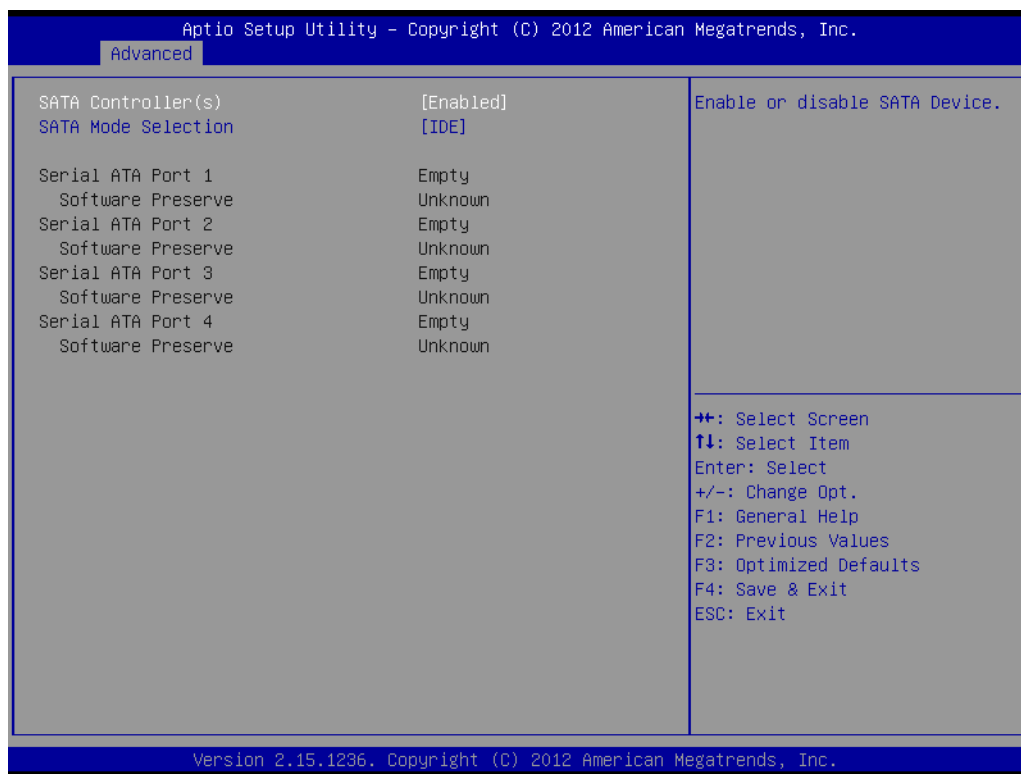 Aptio Setup Utility – Copyright (C) 2012 American Megatrends, Inc.
Advanced
SATA Controller(s) [Enabled]
SATA Mode Selection [IDE]
Serial ATA Port 1 Empty
Software Preserve Unknown
Serial ATA Port 2 Empty
Software Preserve Unknown
Serial ATA Port 3 Empty
Software Preserve Unknown
Serial ATA Port 4 Empty
Software Preserve Unknown
Enable or disable SATA Device.
→←: Select Screen
↑↓: Select Item
Enter: Select
+/-: Change Opt.
F1: General Help
F2: Previous Values
F3: Optimized Defaults
F4: Save & Exit
ESC: Exit
Version 2.15.1236. Copyright (C) 2012 American Megatrends, Inc.